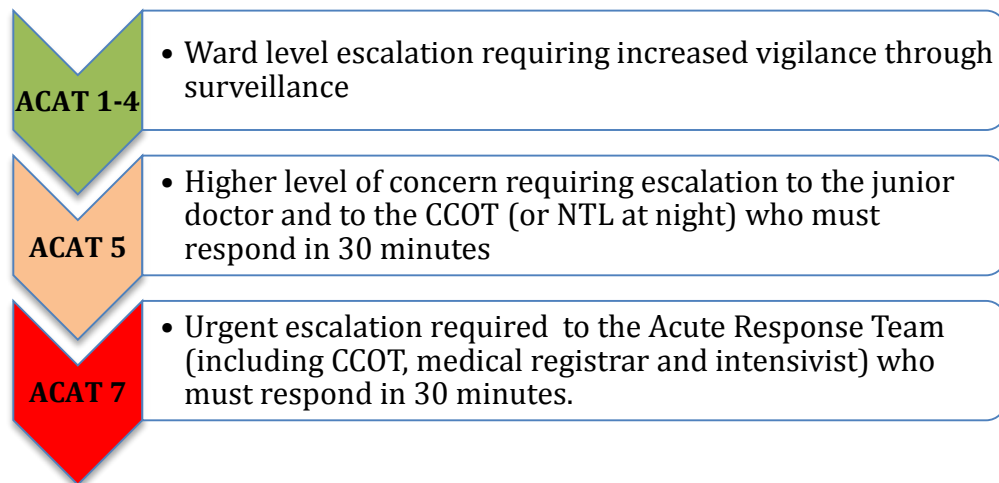 ACAT 1-4
• Ward level escalation requiring increased vigilance through
surveillance
ACAT 5
• Higher level of concern requiring escalation to the junior
doctor and to the CCOT (or NTL at night) who must
respond in 30 minutes
ACAT 7
• Urgent escalation required  to the Acute Response Team
(including CCOT, medical registrar and intensivist) who
must respond in 30 minutes.